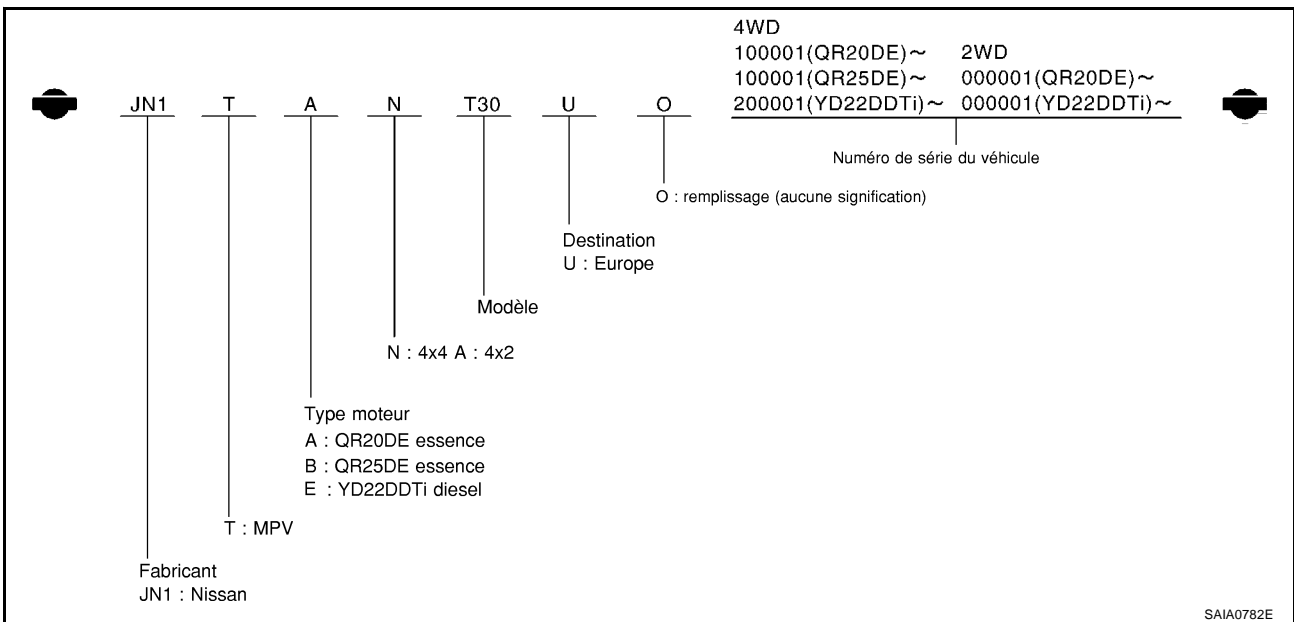 4WD
100001(QR20DE)～ 2WD
100001(QR25DE)～ 000001(QR20DE)～
200001(YD22DDTi)～ 000001(YD22DDTi)～
JN1 T A N T30 U O
Numéro de série du véhicule
O : remplissage (aucune signification)
Destination
U : Europe
Modèle
N : 4x4 A : 4x2
Type moteur
A : QR20DE essence
B : QR25DE essence
E : YD22DDTi diesel
T : MPV
Fabricant
JN1 : Nissan
SAIA0782E